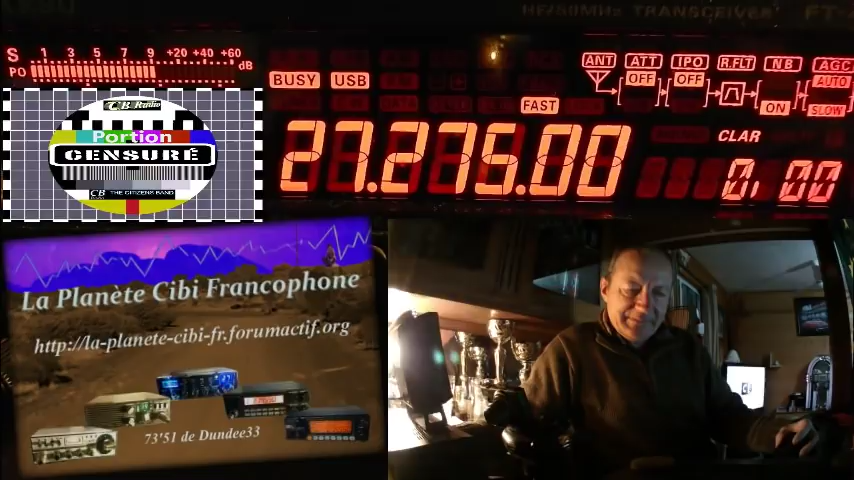 HF/50MHz TRANSCEIVER FT-
S 1 3 5 7 9 +20 +40 +60 dB
PO
BUSY USB FAST
ANT ATT IPO R.FLT NB AGC
OFF OFF ON AUTO SLOW
27.275.00
CLAR
0.00
CB Radio
Portion
CENSURÉ
CB THE CITIZENS BAND
La Planète Cibi Francophone
http://la-planete-cibi-fr.forumactif.org
73'51 de Dundee33